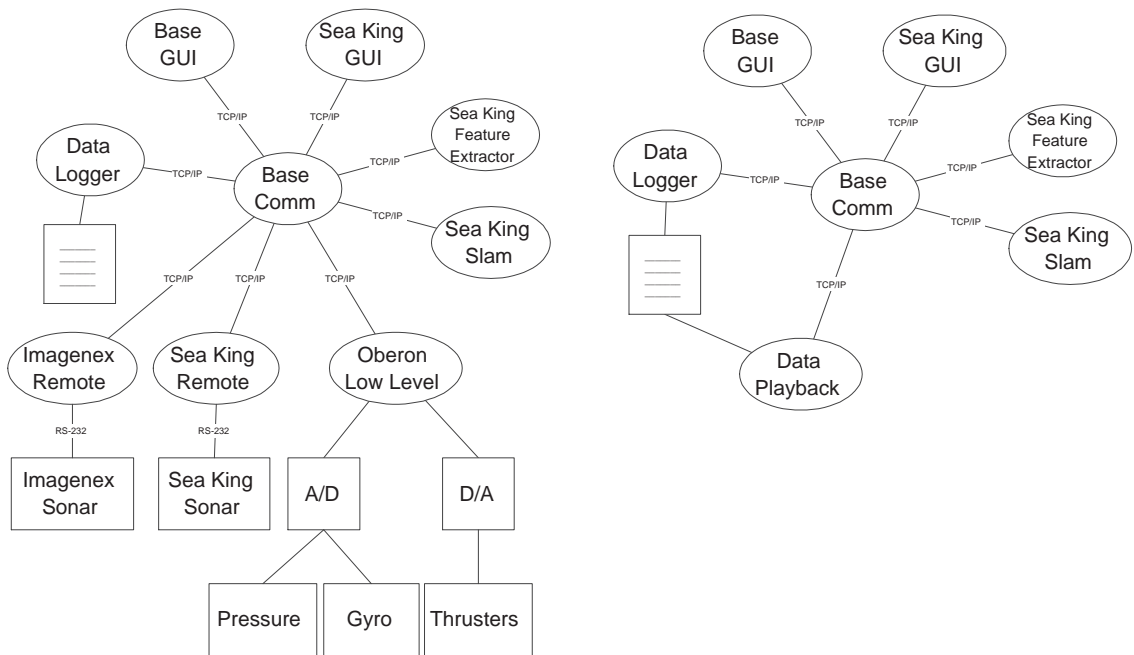 Base
GUI
Sea King
GUI
TCP/IP
TCP/IP
Sea King
Feature
Extractor
Data
Logger
TCP/IP
TCP/IP
Base
Comm
TCP/IP
Sea King
Slam
TCP/IP
TCP/IP
TCP/IP
Imagenex
Remote
Sea King
Remote
Oberon
Low Level
RS-232
RS-232
Imagenex
Sonar
Sea King
Sonar
A/D
D/A
Pressure
Gyro
Thrusters
Base
GUI
Sea King
GUI
TCP/IP
TCP/IP
Sea King
Feature
Extractor
Data
Logger
TCP/IP
TCP/IP
Base
Comm
TCP/IP
Sea King
Slam
TCP/IP
Data
Playback